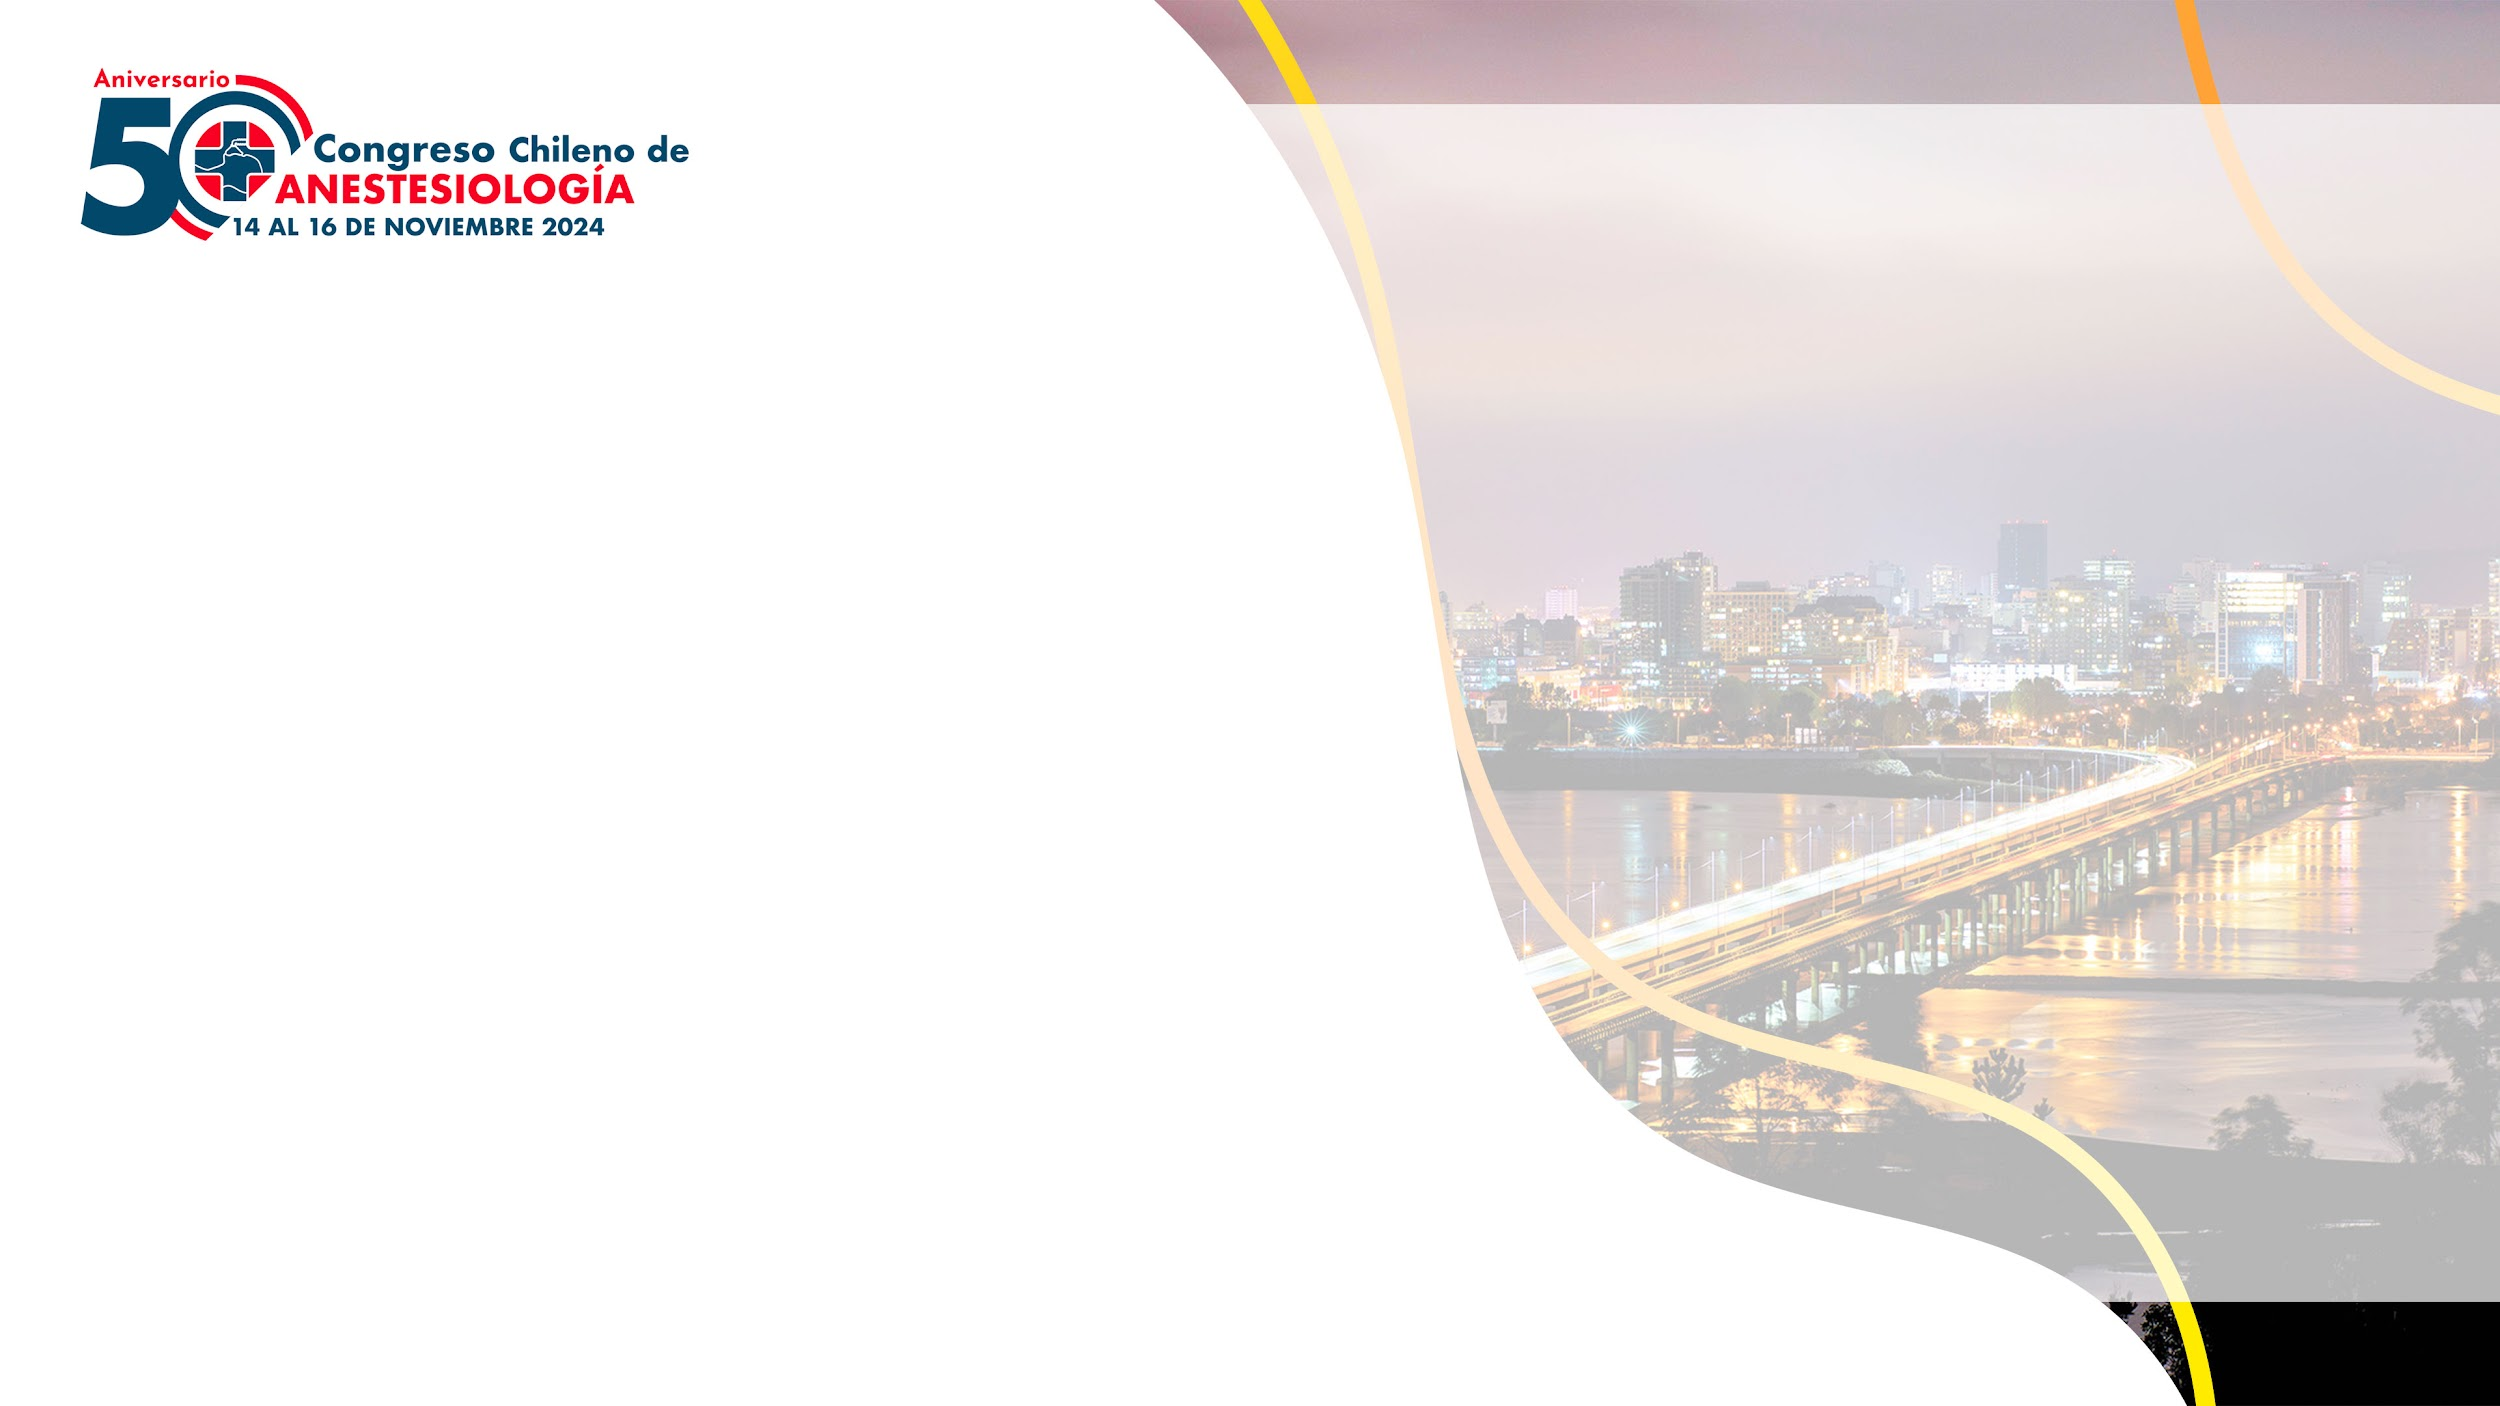 Aniversario
50 Congreso Chileno de
ANESTESIOLOGÍA
14 AL 16 DE NOVIEMBRE 2024